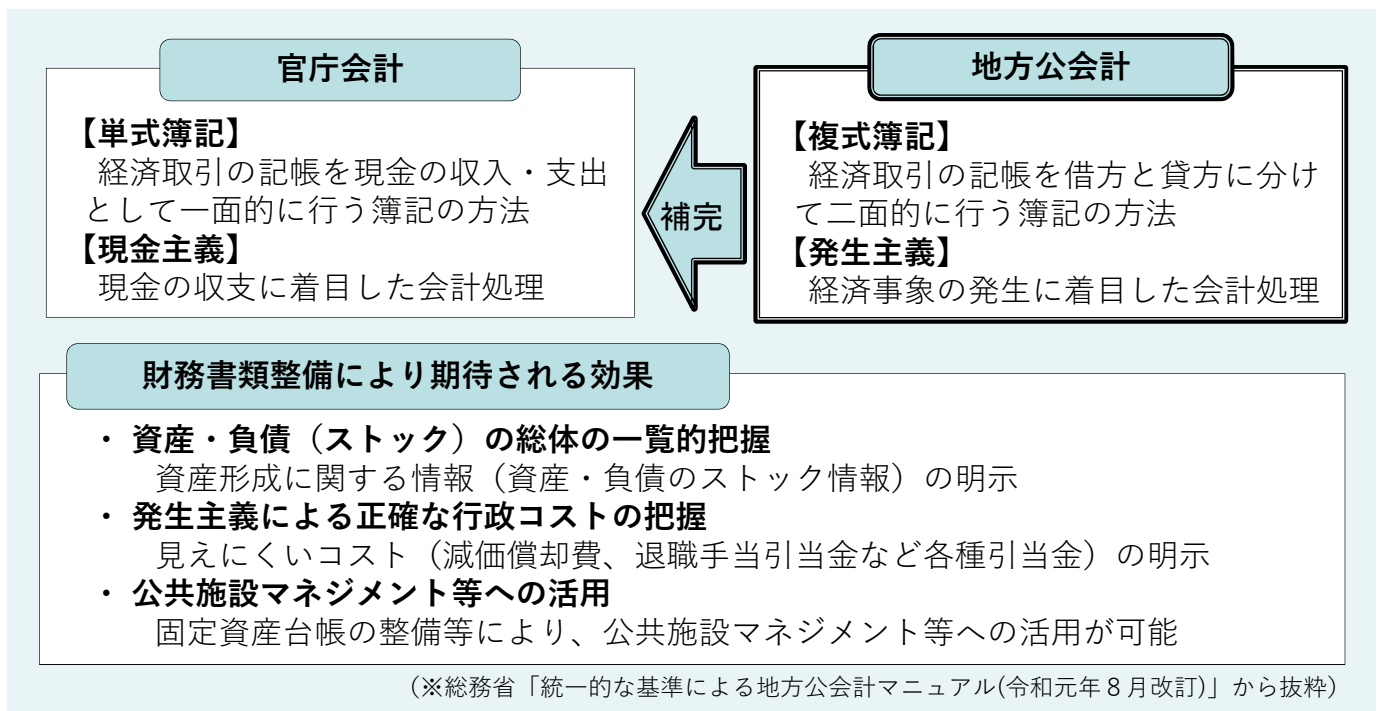 官庁会計
【単式簿記】
経済取引の記帳を現金の収入・支出
として一面的に行う簿記の方法
【現金主義】
現金の収支に着目した会計処理
補完
地方公会計
【複式簿記】
経済取引の記帳を借方と貸方に分け
て二面的に行う簿記の方法
【発生主義】
経済事象の発生に着目した会計処理
財務書類整備により期待される効果
・ 資産・負債（ストック）の総体の一覧的把握
資産形成に関する情報（資産・負債のストック情報）の明示
・ 発生主義による正確な行政コストの把握
見えにくいコスト（減価償却費、退職手当引当金など各種引当金）の明示
・ 公共施設マネジメント等への活用
固定資産台帳の整備等により、公共施設マネジメント等への活用が可能
（※総務省「統一的な基準による地方公会計マニュアル(令和元年８月改訂)」から抜粋）